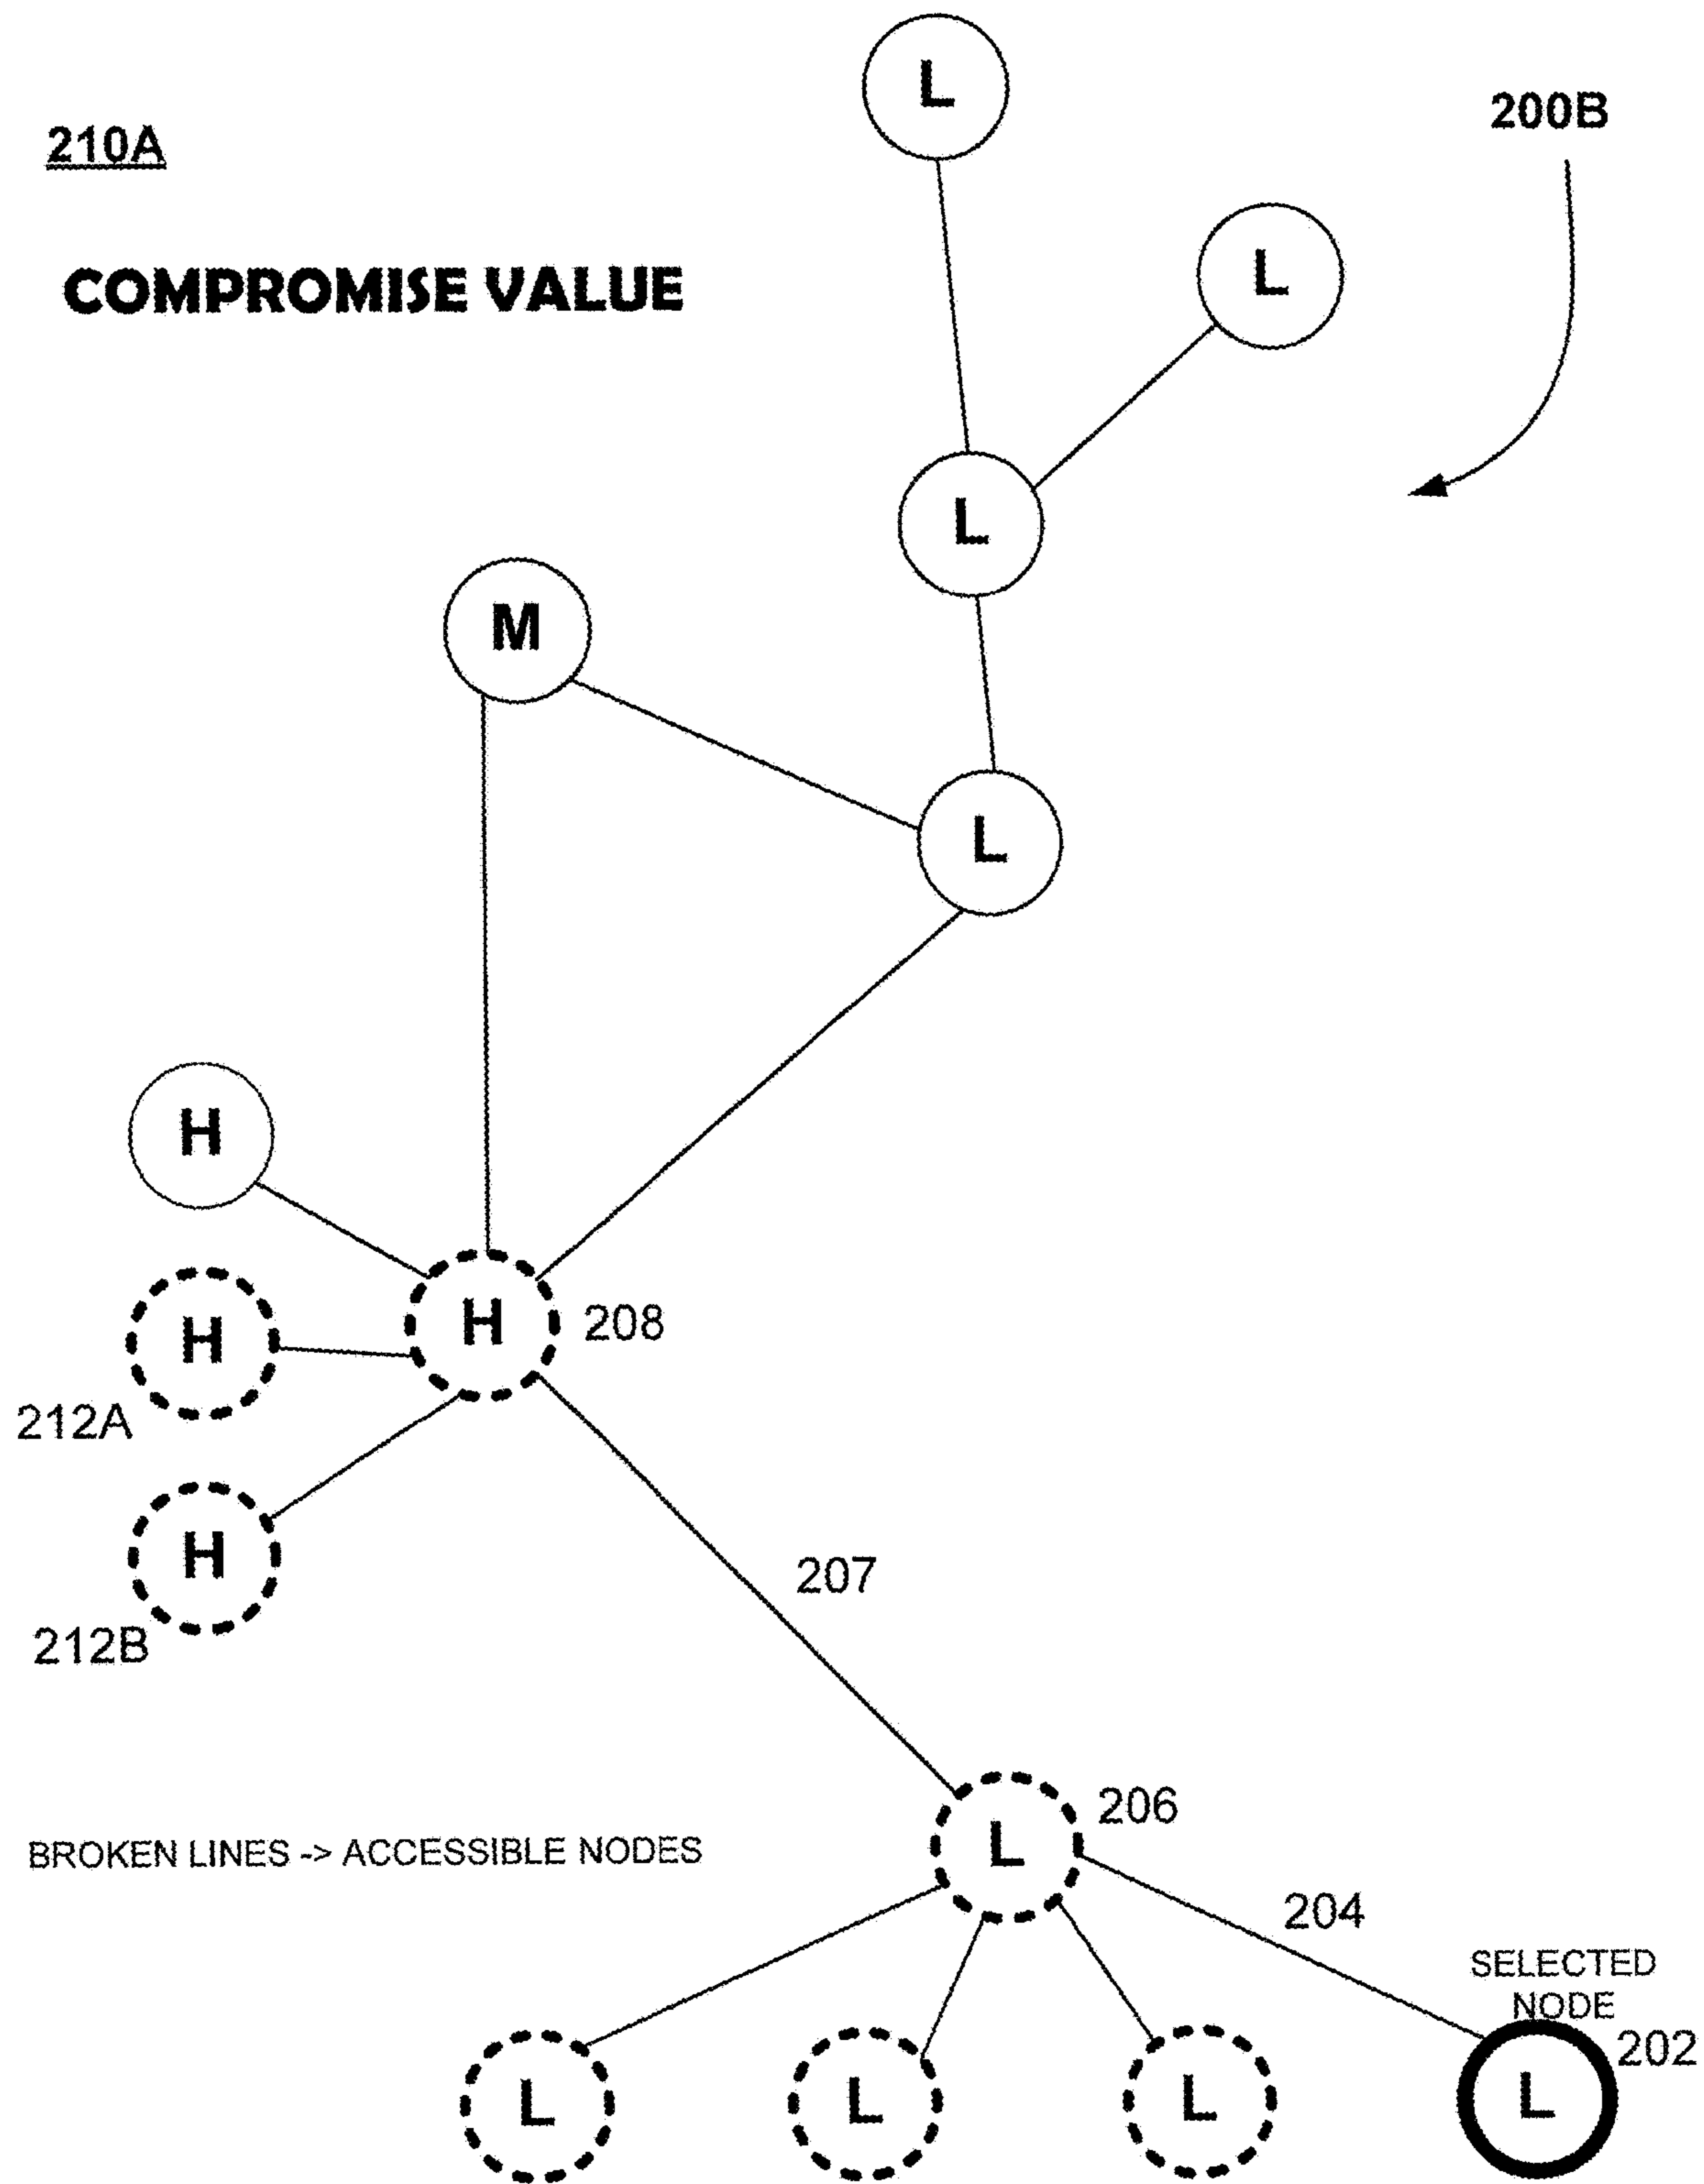 L
200B
210A
L
COMPROMISE VALUE
L
M
L
H
H
H
208
212A
H
207
212B
206
L
BROKEN LINES -> ACCESSIBLE NODES
204
SELECTED
NODE
202
L
L
L
L